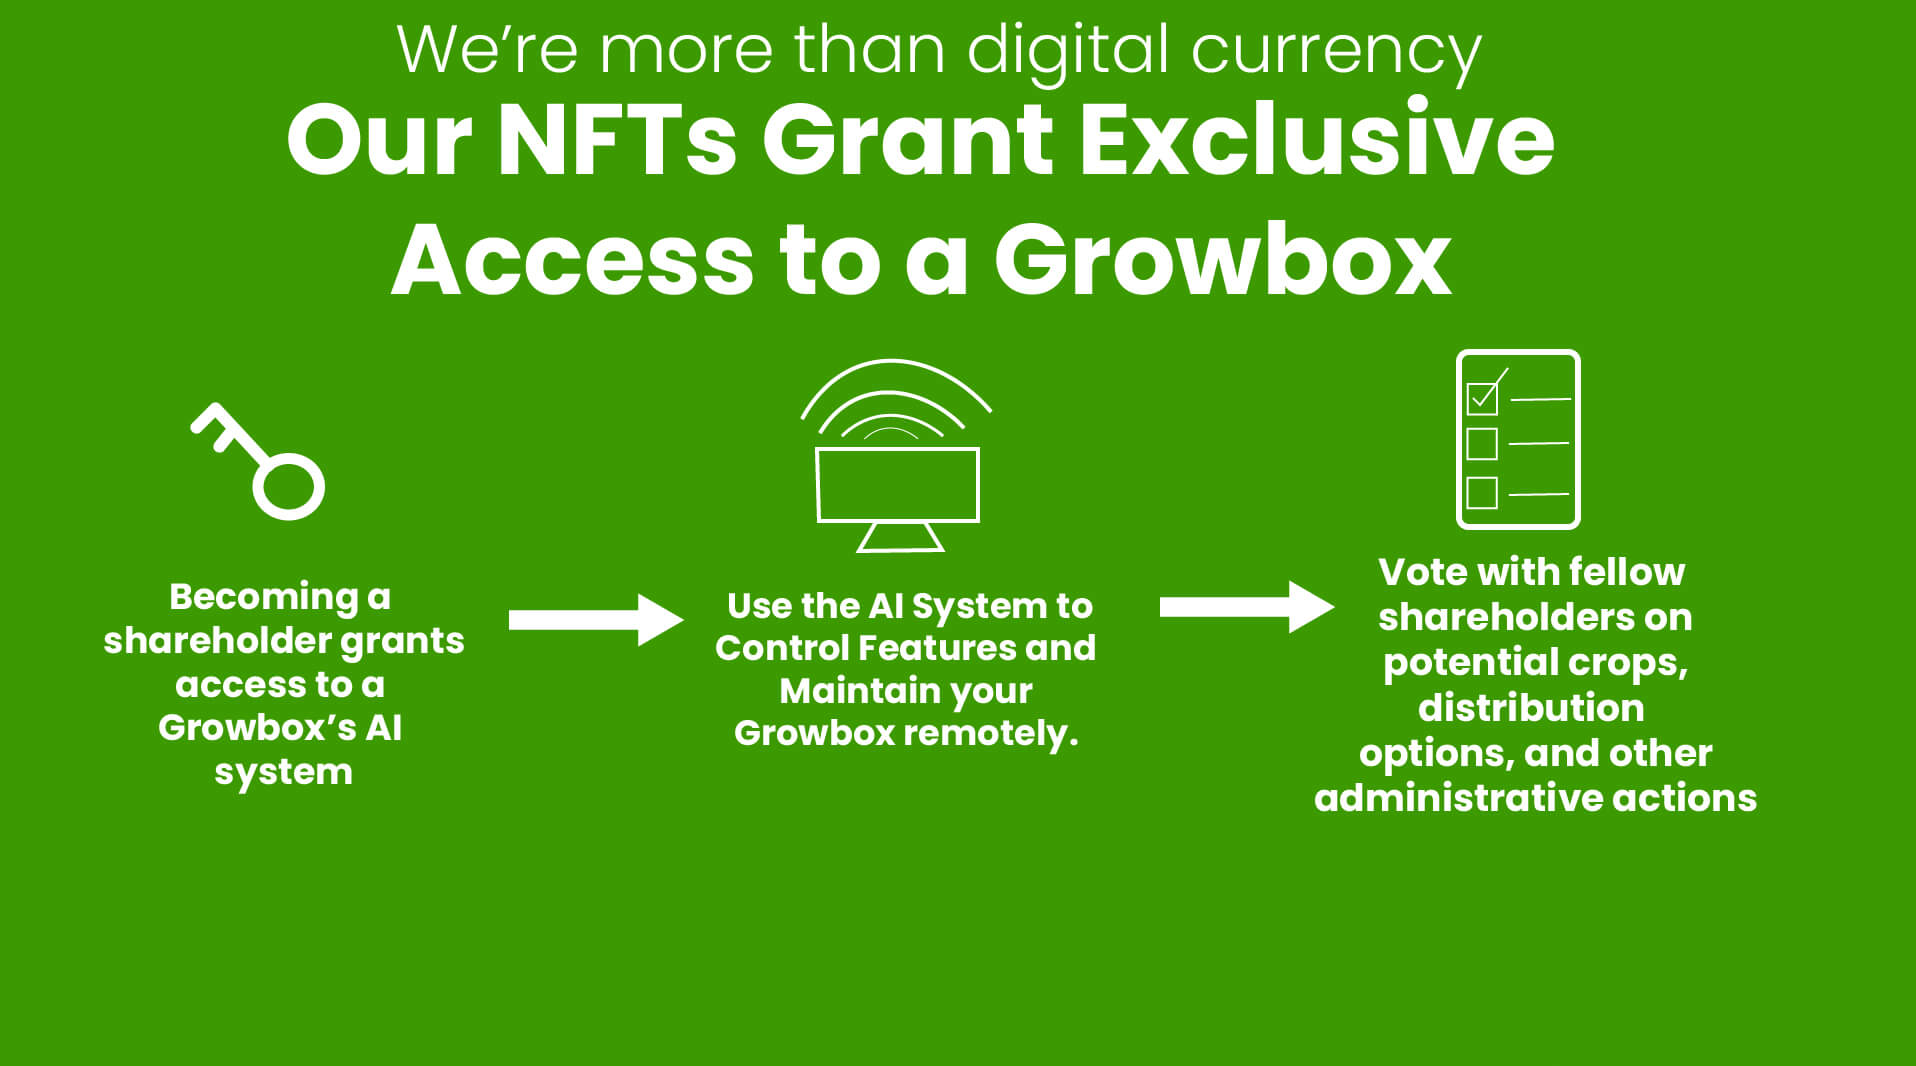 We’re more than digital currency
Our NFTs Grant Exclusive
Access to a Growbox
Becoming a
shareholder grants
access to a
Growbox’s AI
system
Use the AI System to
Control Features and
Maintain your
Growbox remotely.
Vote with fellow
shareholders on
potential crops,
distribution
options, and other
administrative actions